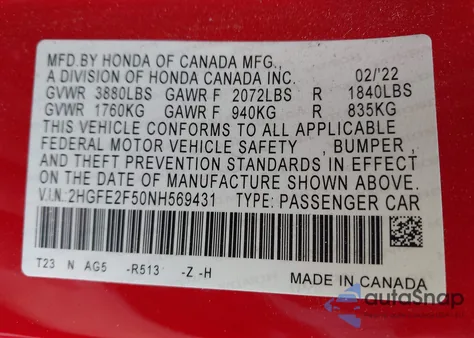 MFD.BY HONDA OF CANADA MFG.,
A DIVISION OF HONDA CANADA INC. 02/'22
GVWR 3880LBS GAWR F 2072LBS R 1840LBS
GVWR 1760KG GAWR F 940KG R 835KG
THIS VEHICLE CONFORMS TO ALL APPLICABLE
FEDERAL MOTOR VEHICLE SAFETY , BUMPER ,
AND THEFT PREVENTION STANDARDS IN EFFECT
ON THE DATE OF MANUFACTURE SHOWN ABOVE.
V.I.N.:2HGFE2F50NH569431 TYPE: PASSENGER CAR
T23 N AG5 -R513 -Z -H
MADE IN CANADA
autoSnap